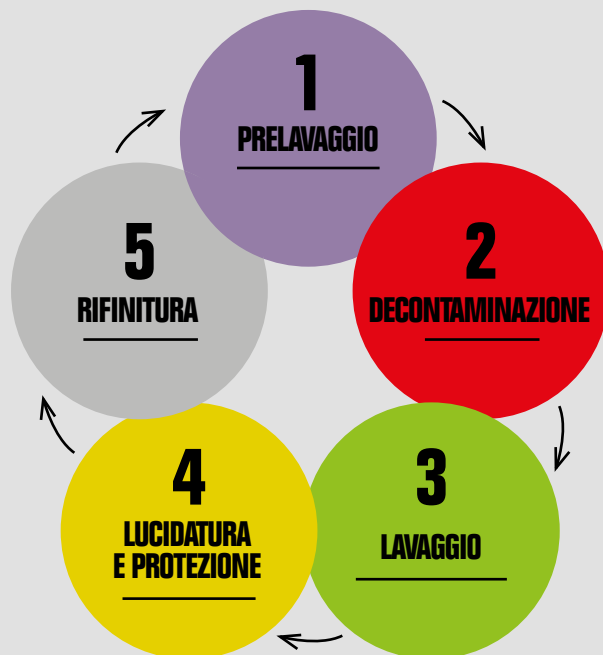 1
PRELAVAGGIO
2
DECONTAMINAZIONE
3
LAVAGGIO
4
LUCIDATURA
E PROTEZIONE
5
RIFINITURA